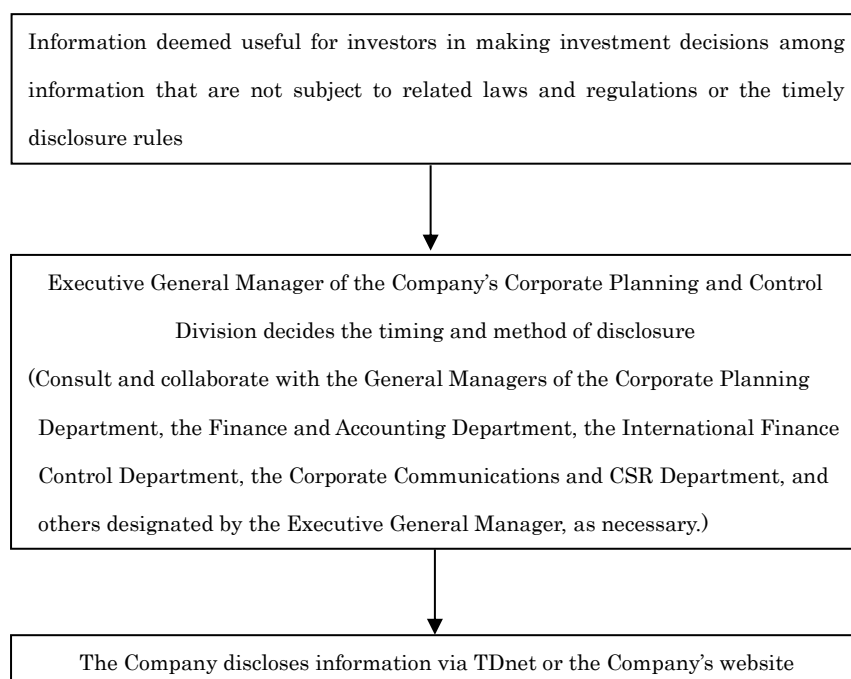 Information deemed useful for investors in making investment decisions among
information that are not subject to related laws and regulations or the timely
disclosure rules
Executive General Manager of the Company’s Corporate Planning and Control
Division decides the timing and method of disclosure
(Consult and collaborate with the General Managers of the Corporate Planning
Department, the Finance and Accounting Department, the International Finance
Control Department, the Corporate Communications and CSR Department, and
others designated by the Executive General Manager, as necessary.)
The Company discloses information via TDnet or the Company’s website